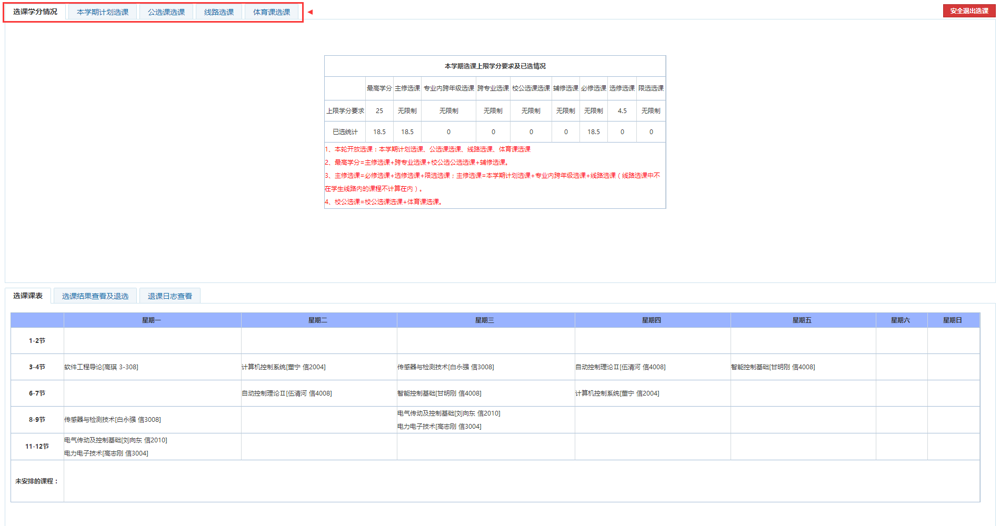 选课学分情况 本学期计划选课 公选课选课 线路选课 体育课选课 安全退出选课
本学期选课上限学分要求及已选情况
最高学分 主修选课 专业内跨年级选课 跨专业选课 校公选课选课 辅修选课 必修选课 选修选课 限选选课
上限学分要求 25 无限制 无限制 无限制 无限制 无限制 无限制 4.5 无限制
已选统计 18.5 18.5 0 0 0 0 18.5 0 0
1、本轮开放选课：本学期计划选课、公选课选课、线路选课、体育课选课
2、最高学分=主修选课+跨专业选课+校公选公选选课+辅修选课。
3、主修选课=必修选课+选修选课+限选选课；主修选课=本学期计划选课+专业内跨年级选课+线路选课（线路选课中不
在学生线路内的课程不计算在内）。
4、校公选课=校公选课选课+体育课选课。
选课课表 选课结果查看及退选 退课日志查看
星期一 星期二 星期三 星期四 星期五 星期六 星期日
1-2节
3-4节 软件工程导论[高琪 3-308] 计算机控制系统[董宁 信2004] 传感器与检测技术[白永强 信3008] 自动控制理论Ⅱ[伍清河 信4008] 智能控制基础[甘明刚 信4008]
6-7节 自动控制理论Ⅱ[伍清河 信4008] 智能控制基础[甘明刚 信4008] 计算机控制系统[董宁 信2004]
8-9节 传感器与检测技术[白永强 信3008] 电气传动及控制基础[刘向东 信2010]
电力电子技术[高志刚 信3004]
11-12节 电气传动及控制基础[刘向东 信2010]
电力电子技术[高志刚 信3004]
未安排的课程：